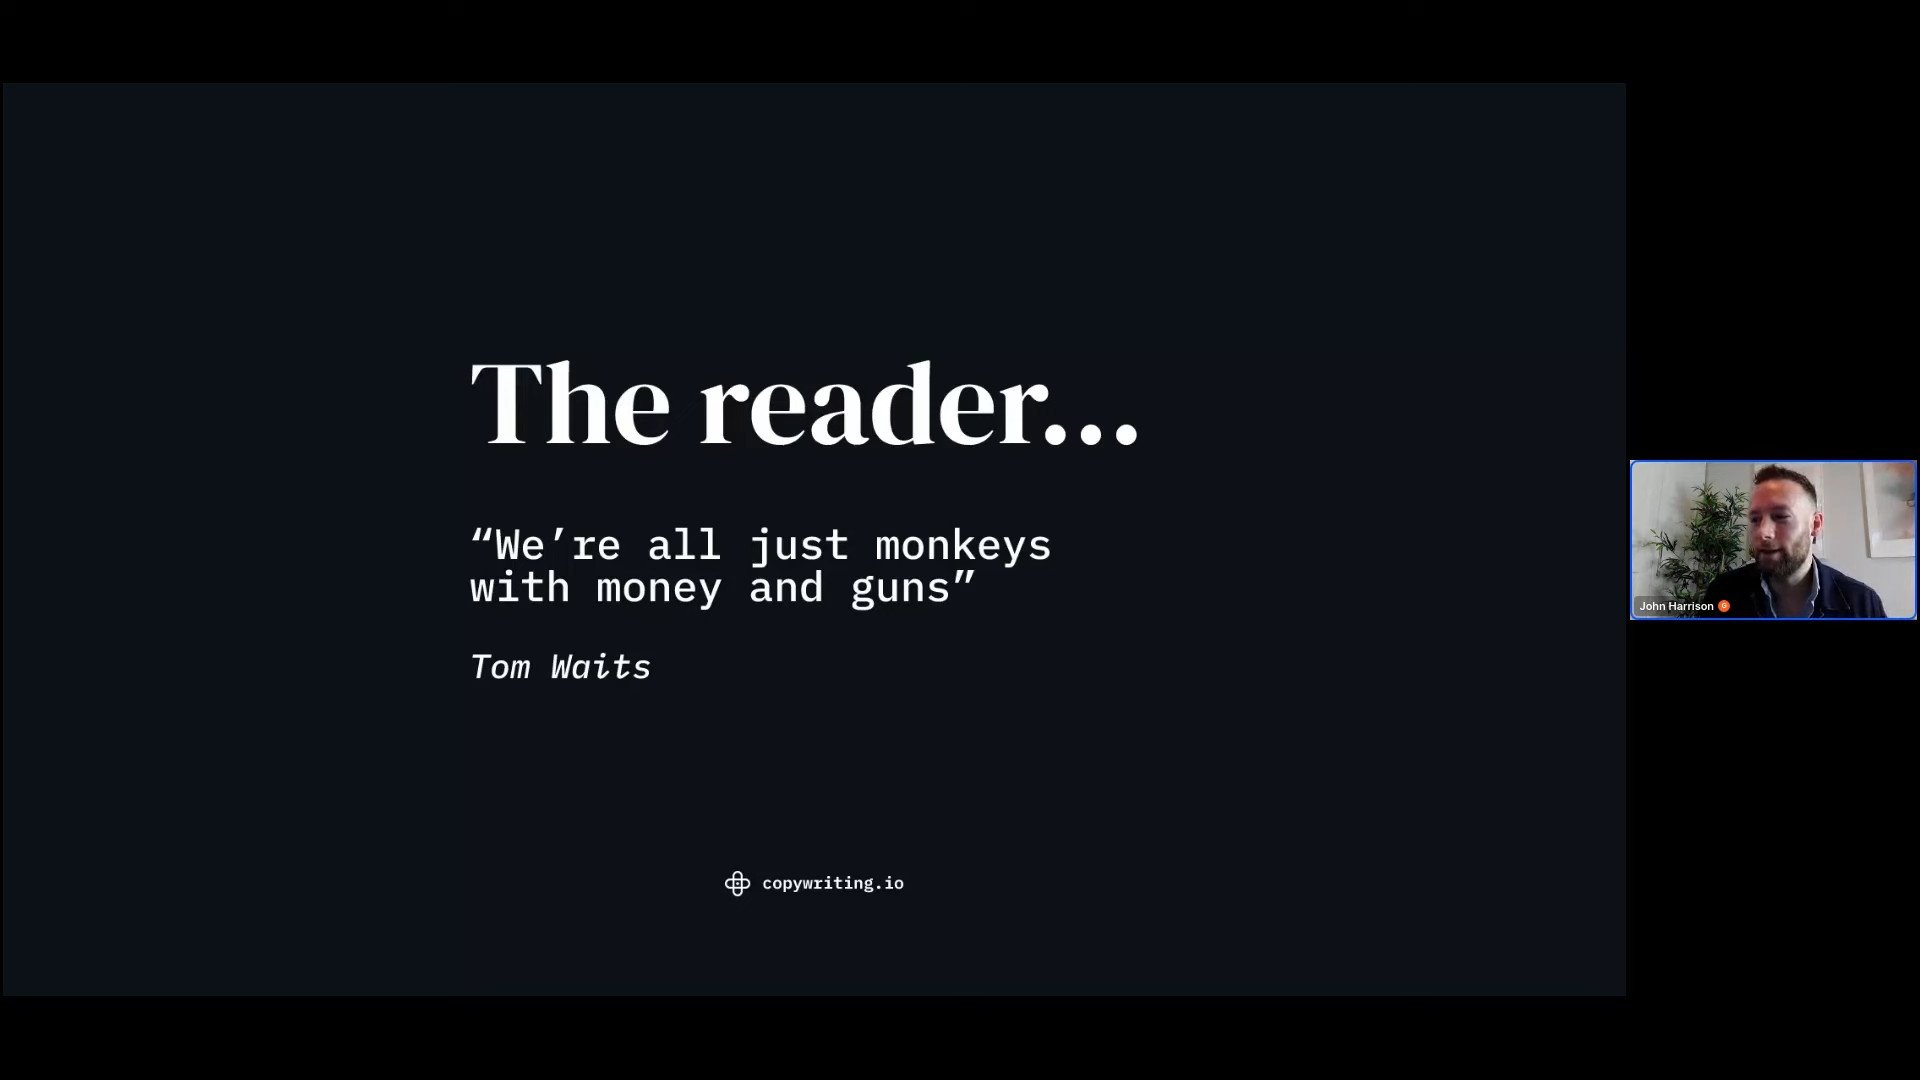 The reader...
“We’re all just monkeys
with money and guns”
Tom Waits
copywriting.io
John Harrison